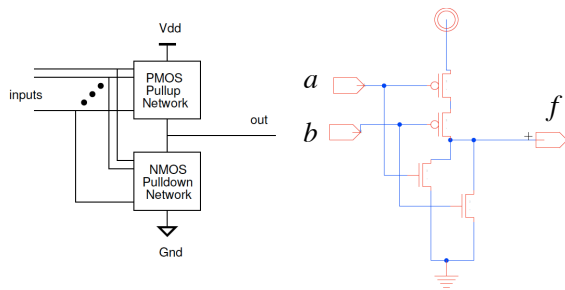 Vdd
PMOS
Pullup
Network
inputs
out
NMOS
Pulldown
Network
Gnd
a
b
f